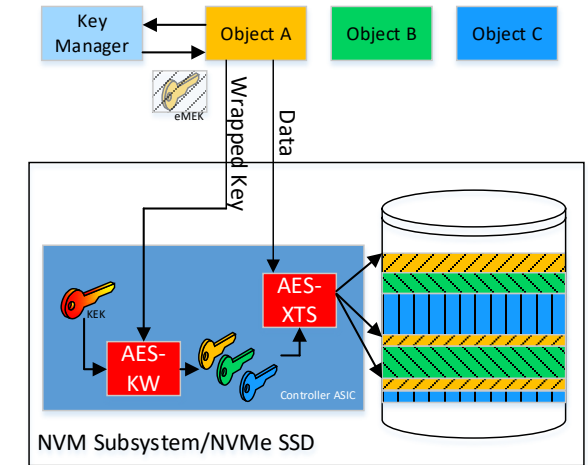 Key
Manager
Object A
Object B
Object C
eMEK
Wrapped Key
Data
KEK
AES-
KW
AES-
XTS
Controller ASIC
NVM Subsystem/NVMe SSD